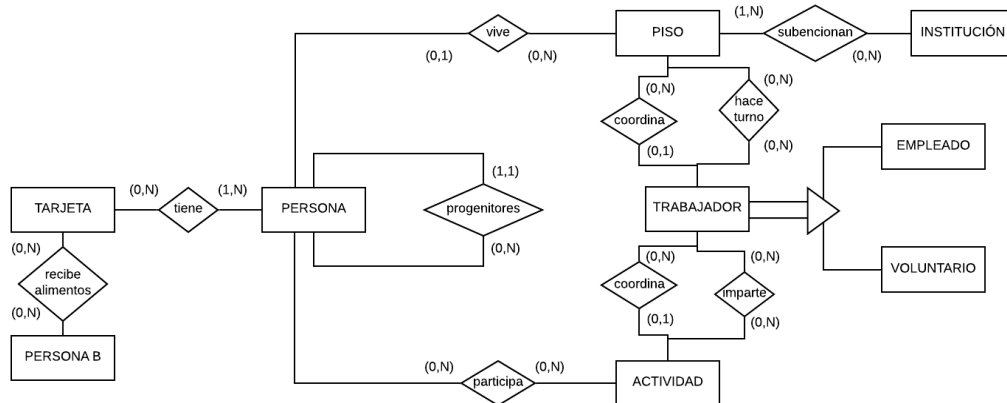 (1,N)
vive
PISO
subencionan
INSTITUCIÓN
(0,1)
(0,N)
(0,N)
(0,N)
(0,N)
hace
turno
coordina
(0,1)
(0,N)
EMPLEADO
(1,1)
(0,N)
(1,N)
TARJETA
tiene
PERSONA
progenitores
TRABAJADOR
(0,N)
(0,N)
(0,N)
(0,N)
recibe
alimentos
coordina
imparte
VOLUNTARIO
(0,N)
(0,1)
(0,N)
PERSONA B
(0,N)
(0,N)
participa
ACTIVIDAD